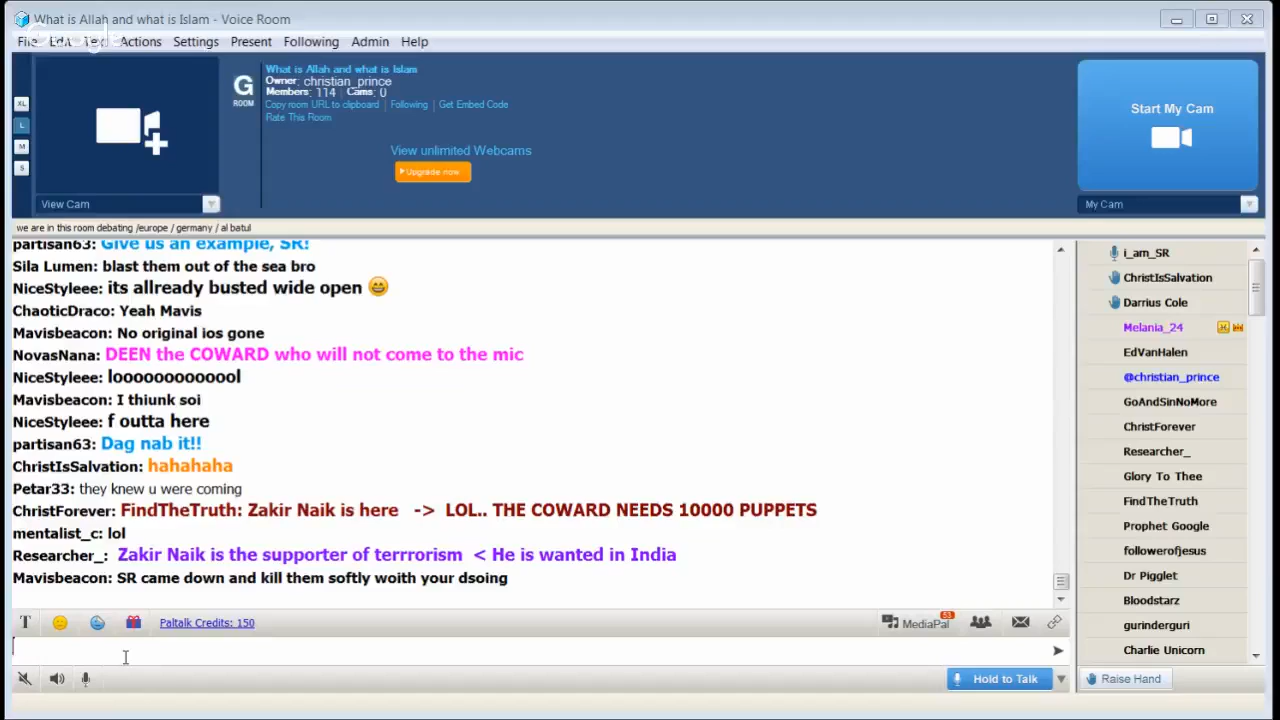 What is Allah and what is Islam - Voice Room
File Edit Text Actions Settings Present Following Admin Help
Google
XL
L
M
S
G
ROOM
What is Allah and what is Islam
Owner: christian_prince
Members: 114 | Cams: 0
Copy room URL to clipboard | Following | Get Embed Code
Rate This Room
View unlimited Webcams
Upgrade now
Start My Cam
View Cam
My Cam
we are in this room debating /europe / germany / al batul
partisan63: Give us an example, SR!
Sila Lumen: blast them out of the sea bro
NiceStyleee: its allready busted wide open 😄
ChaoticDraco: Yeah Mavis
Mavisbeacon: No original ios gone
NovasNana: DEEN the COWARD who will not come to the mic
NiceStyleee: looooooooooool
Mavisbeacon: I thiunk soi
NiceStyleee: f outta here
partisan63: Dag nab it!!
ChristIsSalvation: hahahaha
Petar33: they knew u were coming
ChristForever: FindTheTruth: Zakir Naik is here -> LOL.. THE COWARD NEEDS 10000 PUPPETS
mentalist_c: lol
Researcher_: Zakir Naik is the supporter of terrrorism < He is wanted in India
Mavisbeacon: SR came down and kill them softly woith your dsoing
i_am_SR
ChristIsSalvation
Darrius Cole
Melania_24
EdVanHalen
@christian_prince
GoAndSinNoMore
ChristForever
Researcher_
Glory To Thee
FindTheTruth
Prophet Google
followerofjesus
Dr Pigglet
Bloodstarz
gurinderguri
Charlie Unicorn
T
Paltalk Credits: 150
MediaPal
53
Hold to Talk
Raise Hand